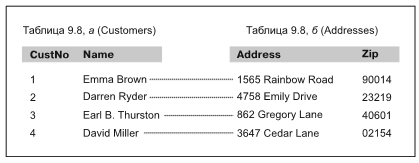 Таблица 9.8, а (Customers) Таблица 9.8, б (Addresses)
CustNo Name Address Zip
1 Emma Brown 1565 Rainbow Road 90014
2 Darren Ryder 4758 Emily Drive 23219
3 Earl B. Thurston 862 Gregory Lane 40601
4 David Miller 3647 Cedar Lane 02154